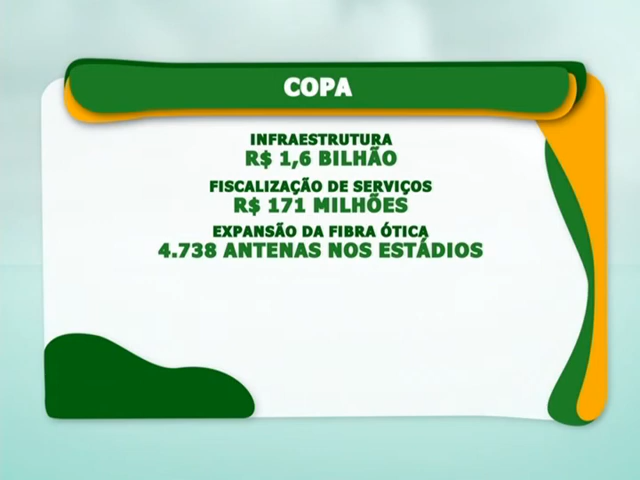 COPA
INFRAESTRUTURA
R$ 1,6 BILHÃO
FISCALIZAÇÃO DE SERVIÇOS
R$ 171 MILHÕES
EXPANSÃO DA FIBRA ÓTICA
4.738 ANTENAS NOS ESTÁDIOS